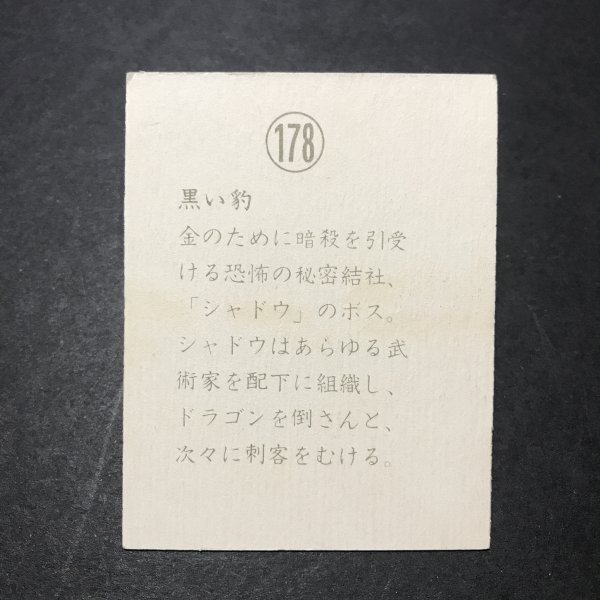 178
黒い豹
金のために暗殺を引受
ける恐怖の秘密結社、
「シャドウ」のボス。
シャドウはあらゆる武
術家を配下に組織し、
ドラゴンを倒さんと、
次々に刺客をむける。